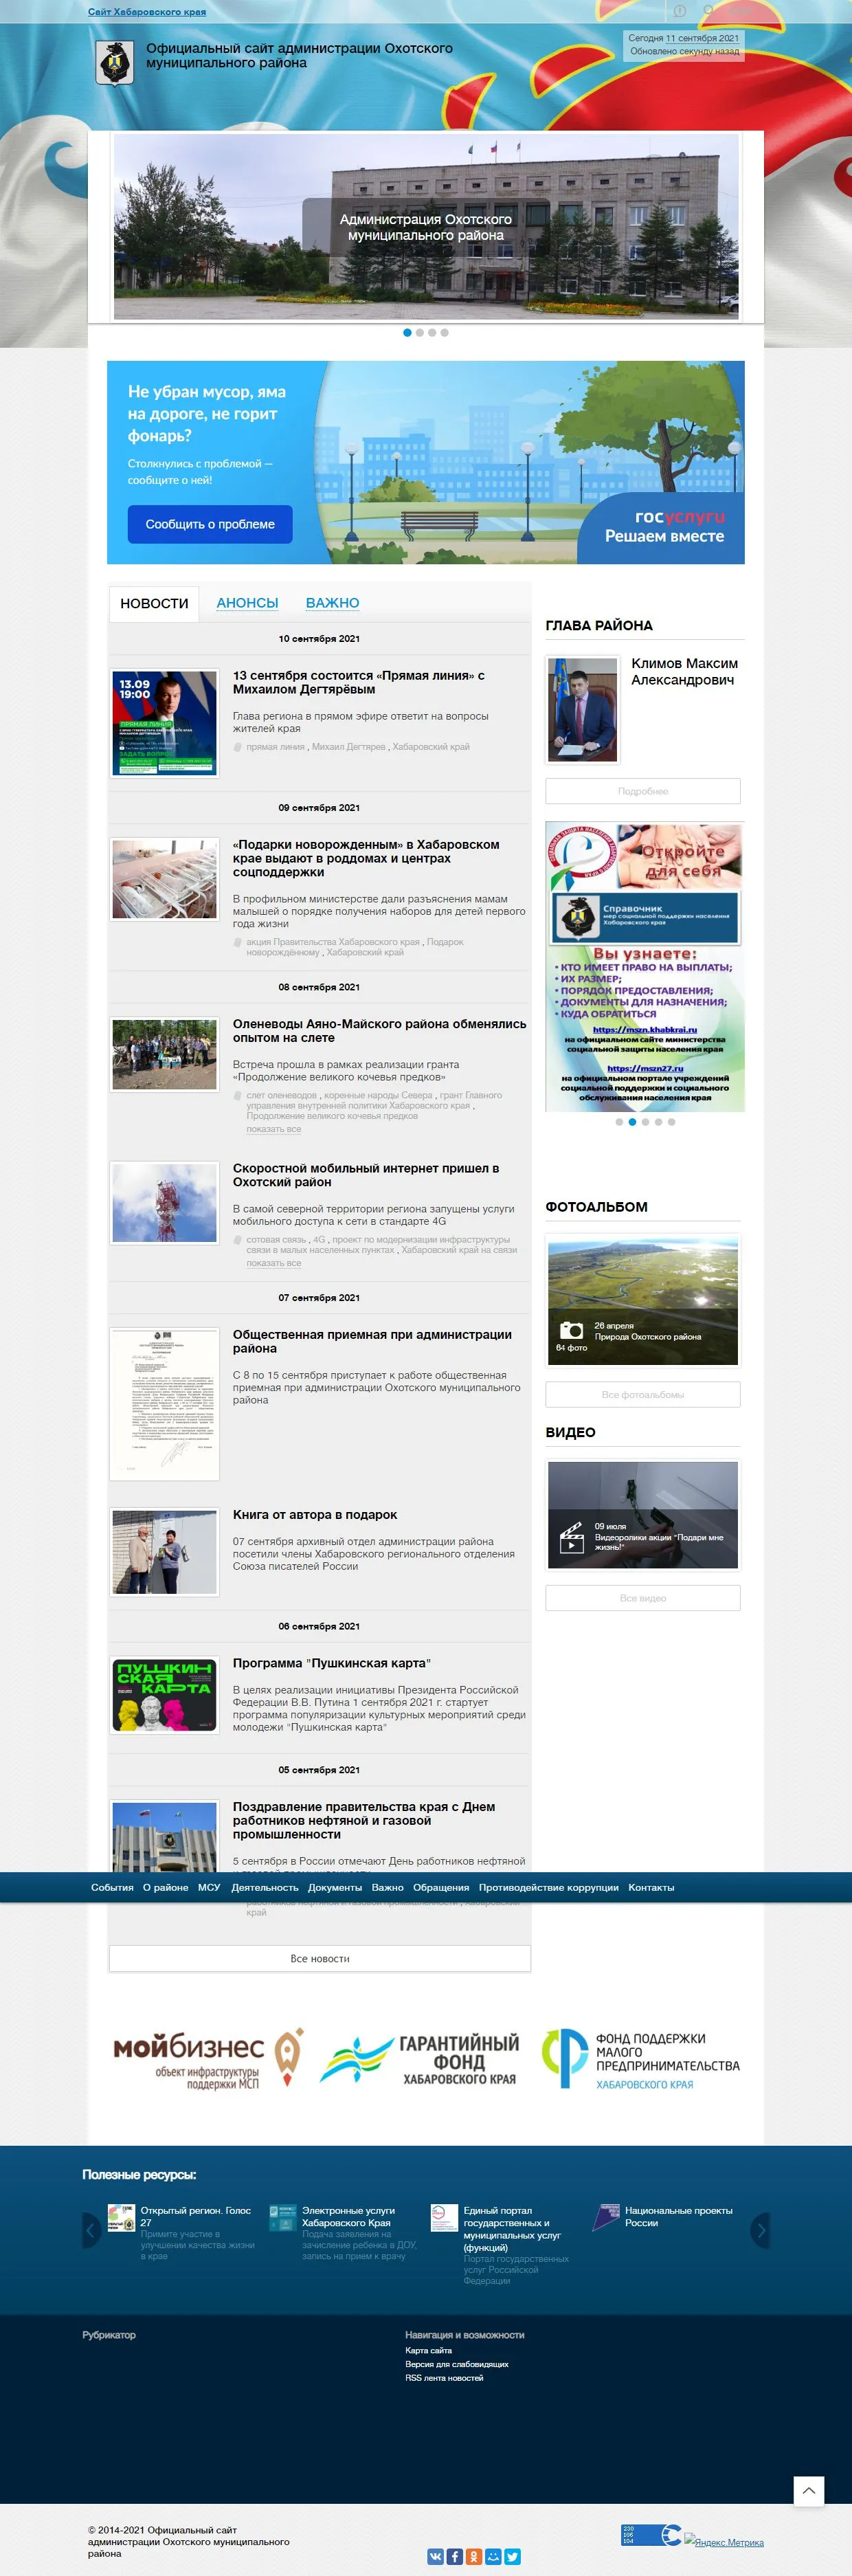 Сайт Хабаровского края
Официальный сайт администрации Охотского
муниципального района
Сегодня 11 сентября 2021
Обновлено секунду назад
Администрация Охотского
муниципального района
Не убран мусор, яма
на дороге, не горит
фонарь?
Столкнулись с проблемой —
сообщите о ней!
Сообщить о проблеме
госуслуги
Решаем вместе
НОВОСТИ
АНОНСЫ
ВАЖНО
10 сентября 2021
13.09
19:00
ПРЯМАЯ ЛИНИЯ
13 сентября состоится «Прямая линия» с
Михаилом Дегтярёвым
Глава региона в прямом эфире ответит на вопросы
жителей края
прямая линия , Михаил Дегтярев , Хабаровский край
09 сентября 2021
«Подарки новорожденным» в Хабаровском
крае выдают в роддомах и центрах
соцподдержки
В профильном министерстве дали разъяснения мамам
малышей о порядке получения наборов для детей первого
года жизни
акция Правительства Хабаровского края , Подарок
новорождённому , Хабаровский край
08 сентября 2021
Оленеводы Аяно-Майского района обменялись
опытом на слете
Встреча прошла в рамках реализации гранта
«Продолжение великого кочевья предков»
слет оленеводов , коренные народы Севера , грант Главного
управления внутренней политики Хабаровского края ,
Продолжение великого кочевья предков
показать все
Скоростной мобильный интернет пришел в
Охотский район
В самой северной территории региона запущены услуги
мобильного доступа к сети в стандарте 4G
сотовая связь , 4G , проект по модернизации инфраструктуры
связи в малых населенных пунктах , Хабаровский край на связи
показать все
07 сентября 2021
Общественная приемная при администрации
района
С 8 по 15 сентября приступает к работе общественная
приемная при администрации Охотского муниципального
района
Книга от автора в подарок
07 сентября архивный отдел администрации района
посетили члены Хабаровского регионального отделения
Союза писателей России
06 сентября 2021
ПУШКИН
СКАЯ
КАРТА
Программа "Пушкинская карта"
В целях реализации инициативы Президента Российской
Федерации В.В. Путина 1 сентября 2021 г. стартует
программа популяризации культурных мероприятий среди
молодежи "Пушкинская карта"
05 сентября 2021
Поздравление правительства края с Днем
работников нефтяной и газовой
промышленности
5 сентября в России отмечают День работников нефтяной
События О районе МСУ Деятельность Документы Важно Обращения Противодействие коррупции Контакты
край
Все новости
ГЛАВА РАЙОНА
Климов Максим
Александрович
Подробнее
Откройте
для себя
Справочник
мер социальной поддержки населения
Хабаровского края
Вы узнаете:
• КТО ИМЕЕТ ПРАВО НА ВЫПЛАТЫ;
• ИХ РАЗМЕР;
• ПОРЯДОК ПРЕДОСТАВЛЕНИЯ;
• ДОКУМЕНТЫ ДЛЯ НАЗНАЧЕНИЯ;
• КУДА ОБРАТИТЬСЯ
https://mszn.khabkrai.ru
на официальном сайте министерства
социальной защиты населения края
https://mszn27.ru
на официальном портале учреждений
социальной поддержки и социального
обслуживания населения края
ФОТОАЛЬБОМ
26 апреля
Природа Охотского района
64 фото
Все фотоальбомы
ВИДЕО
09 июля
Видеоролики акции "Подари мне
жизнь!"
Все видео
МОЙБИЗНЕС
объект инфраструктуры
поддержки МСП
ГАРАНТИЙНЫЙ
ФОНД
ХАБАРОВСКОГО КРАЯ
ФОНД ПОДДЕРЖКИ
МАЛОГО
ПРЕДПРИНИМАТЕЛЬСТВА
ХАБАРОВСКОГО КРАЯ
Полезные ресурсы:
Открытый регион. Голос
27
Примите участие в
улучшении качества жизни
в крае
Электронные услуги
Хабаровского Края
Подача заявления на
зачисление ребенка в ДОУ,
запись на прием к врачу
Единый портал
государственных и
муниципальных услуг
(функций)
Портал государственных
услуг Российской
Федерации
Национальные проекты
России
Рубрикатор
Навигация и возможности
Карта сайта
Версия для слабовидящих
RSS лента новостей
© 2014-2021 Официальный сайт
администрации Охотского муниципального
района
230
106
104
Яндекс.Метрика